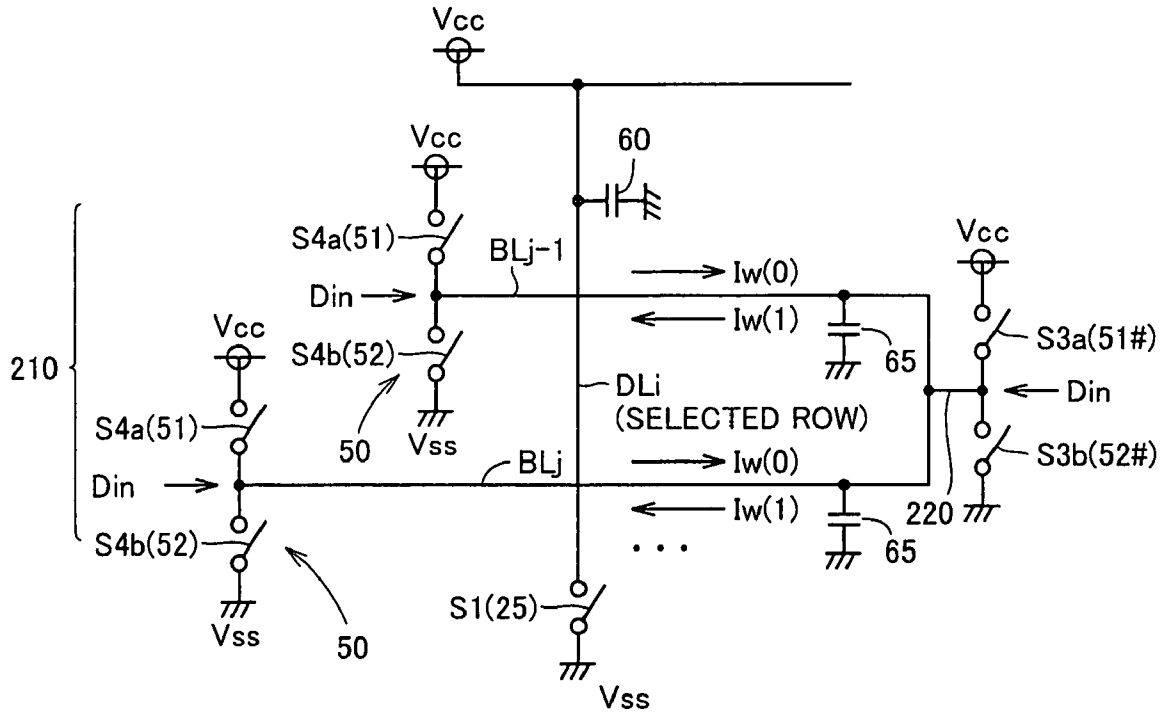 Vcc
Vcc
60
S4a(51)
BLj-1
Iw(0)
Vcc
Din
Iw(1)
Vcc
S4b(52)
65
S3a(51#)
210
DLi
(SELECTED ROW)
Din
S4a(51)
50
Vss
BLj
Iw(0)
S3b(52#)
Din
Iw(1)
220
S4b(52)
65
...
S1(25)
Vss
50
Vss